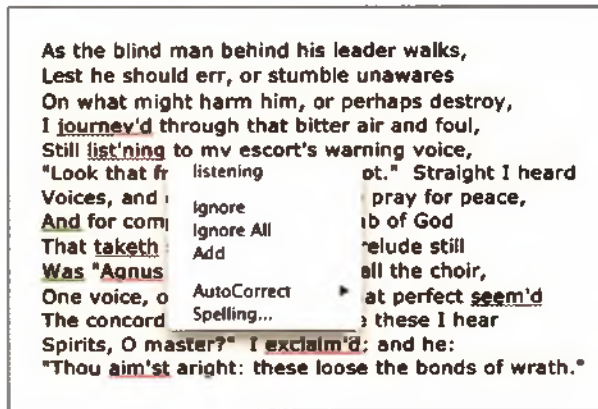 As the blind man behind his leader walks,
Lest he should err, or stumble unawares
On what might harm him, or perhaps destroy,
I journey'd through that bitter air and foul,
Still list'ning to my escort's warning voice,
"Look that fr ot." Straight I heard
Voices, and pray for peace,
And for com b of God
That taketh relude still
Was "Agnus all the choir,
One voice, o at perfect seem'd
The concord e these I hear
Spirits, O master?" I exclaim'd; and he:
"Thou aim'st aright: these loose the bonds of wrath."
listening
Ignore
Ignore All
Add
AutoCorrect
Spelling...